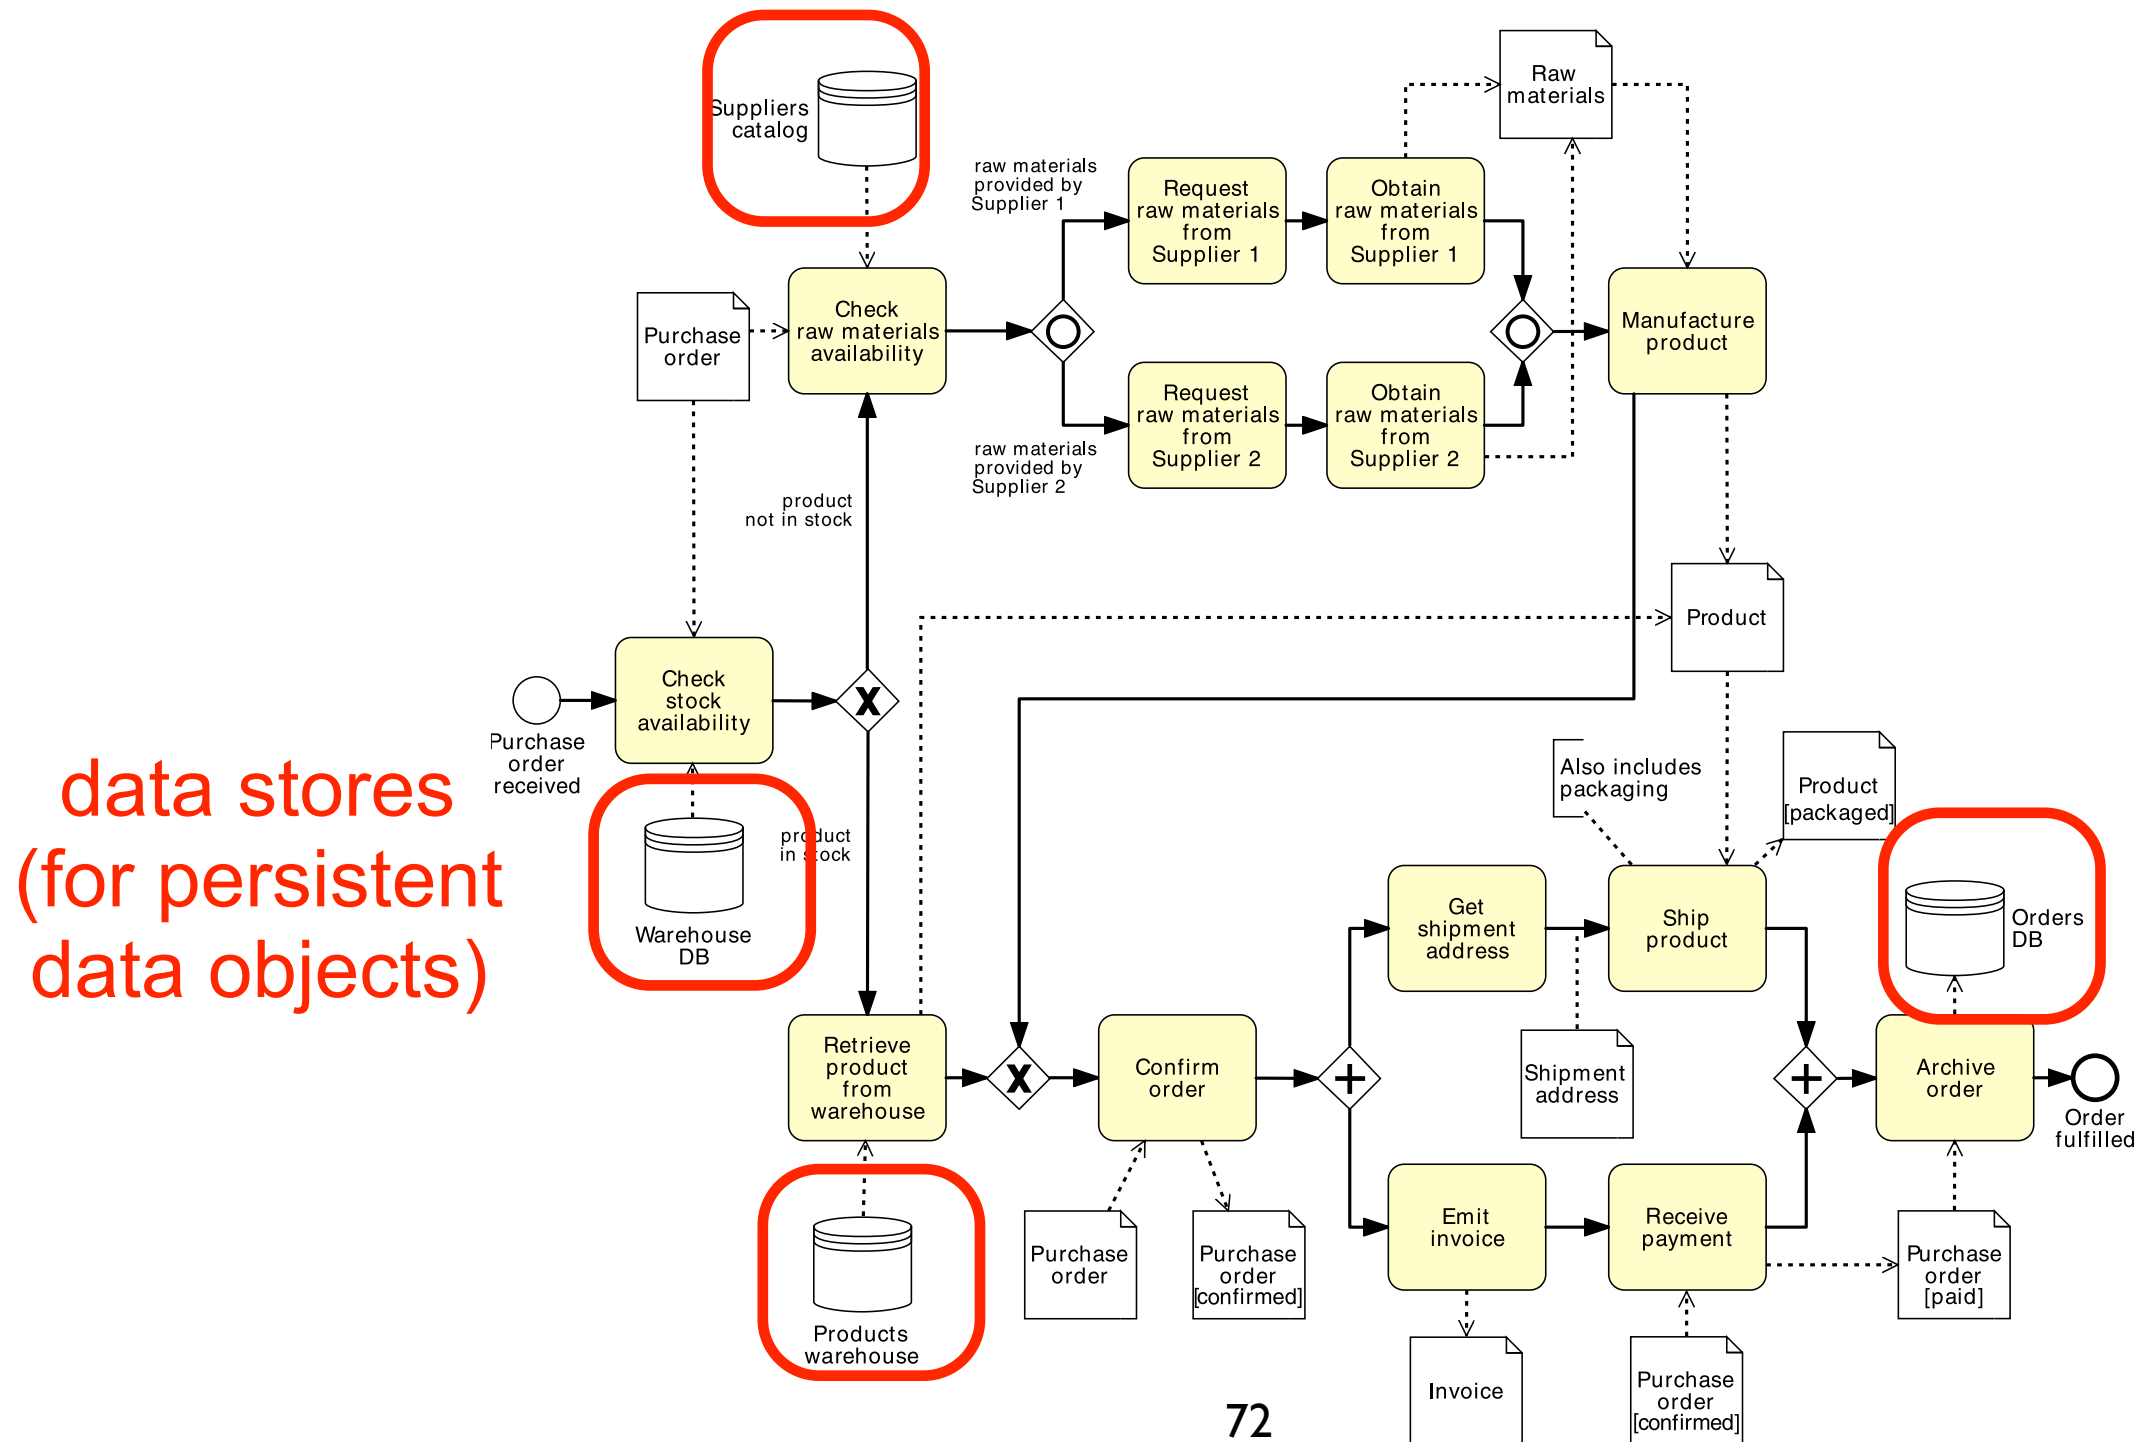 Suppliers
catalog
Raw
materials
raw materials
provided by
Supplier 1
Request
raw materials
from
Supplier 1
Obtain
raw materials
from
Supplier 1
Purchase
order
Check
raw materials
availability
Manufacture
product
raw materials
provided by
Supplier 2
Request
raw materials
from
Supplier 2
Obtain
raw materials
from
Supplier 2
product
not in stock
Product
Check
stock
availability
X
Purchase
order
received
data stores
(for persistent
data objects)
Warehouse
DB
product
in stock
Also includes
packaging
Product
[packaged]
Orders
DB
Get
shipment
address
Ship
product
Retrieve
product
from
warehouse
X
Confirm
order
Shipment
address
Archive
order
Order
fulfilled
Products
warehouse
Purchase
order
Purchase
order
[confirmed]
Emit
invoice
Receive
payment
Purchase
order
[paid]
Invoice
Purchase
order
[confirmed]
72